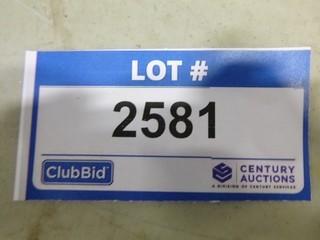 LOT #
2581
ClubBid
CENTURY
AUCTIONS
A DIVISION OF CENTURY SERVICES